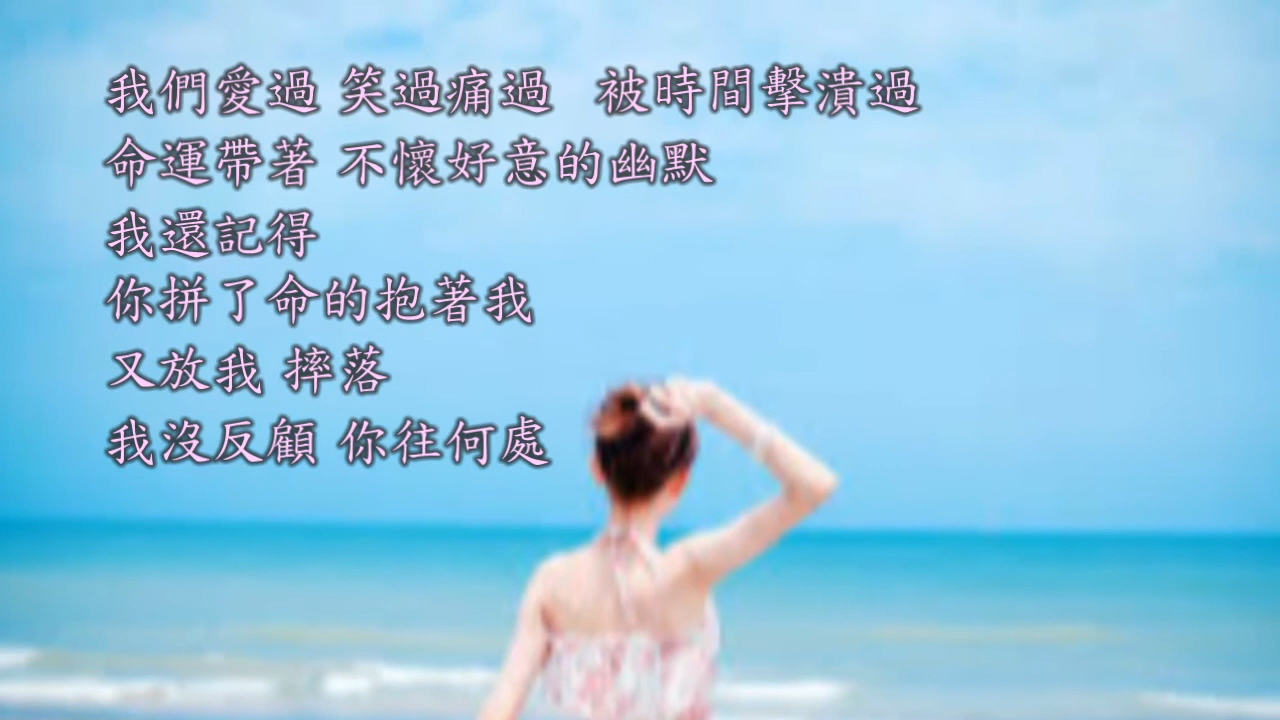 我們愛過 笑過痛過 被時間擊潰過
命運帶著 不懷好意的幽默
我還記得
你拼了命的抱著我
又放我 摔落
我沒反顧 你往何處